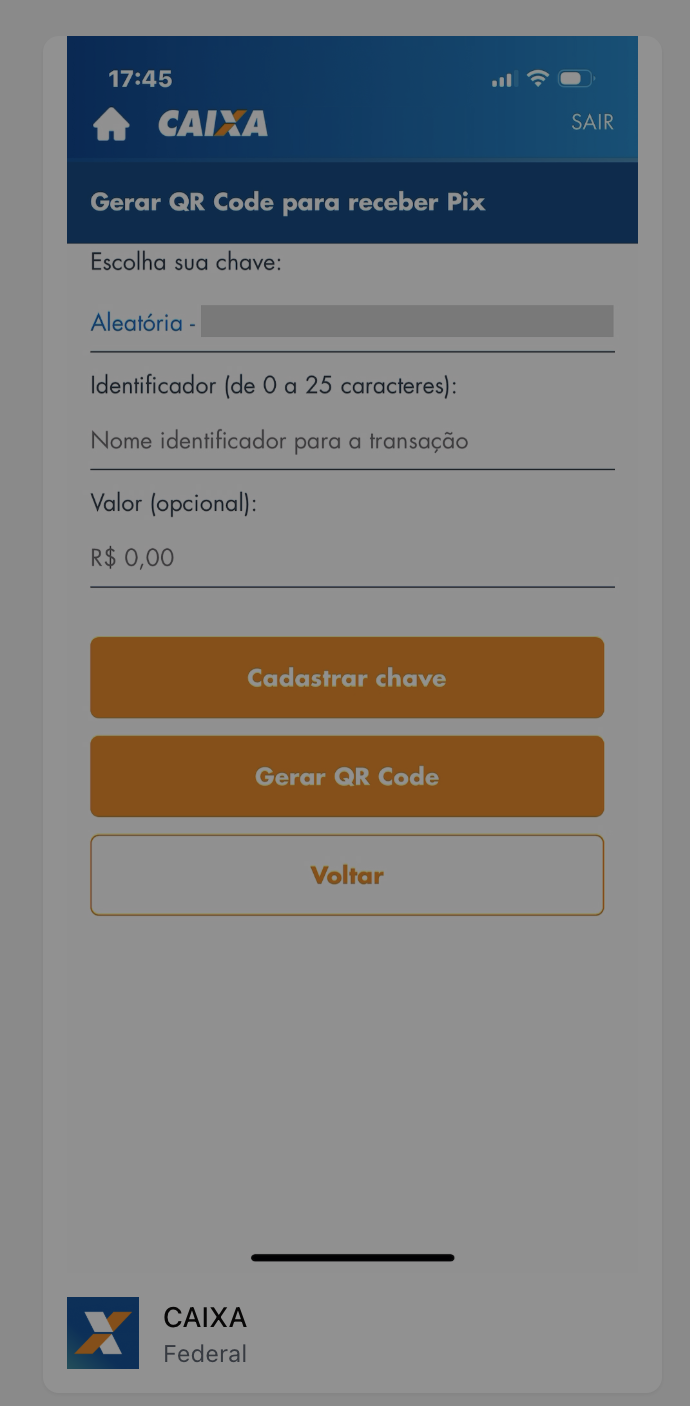 17:45
CAIXA
SAIR
Gerar QR Code para receber Pix
Escolha sua chave:
Aleatória -
Identificador (de 0 a 25 caracteres):
Nome identificador para a transação
Valor (opcional):
R$ 0,00
Cadastrar chave
Gerar QR Code
Voltar
CAIXA
Federal